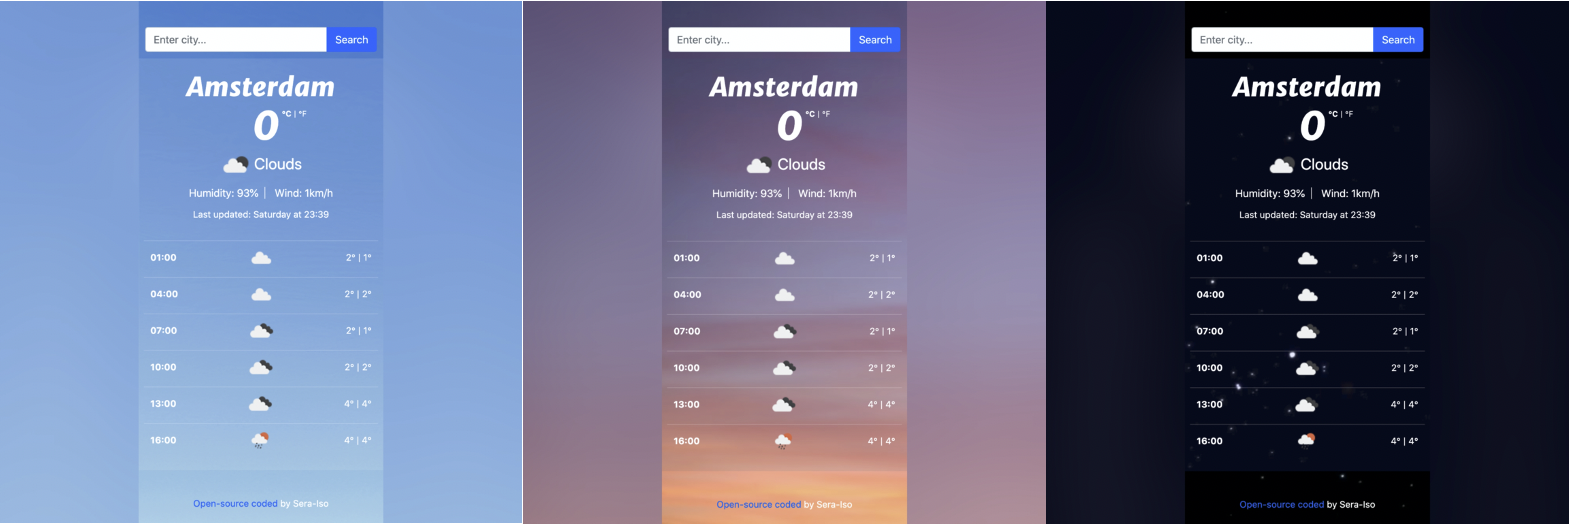 Enter city...
Search
Amsterdam
0 °C | °F
Clouds
Humidity: 93% | Wind: 1km/h
Last updated: Saturday at 23:39
01:00 2° | 1°
04:00 2° | 2°
07:00 2° | 1°
10:00 2° | 2°
13:00 4° | 4°
16:00 4° | 4°
Open-source coded by Sera-Iso
Enter city...
Search
Amsterdam
0 °C | °F
Clouds
Humidity: 93% | Wind: 1km/h
Last updated: Saturday at 23:39
01:00 2° | 1°
04:00 2° | 2°
07:00 2° | 1°
10:00 2° | 2°
13:00 4° | 4°
16:00 4° | 4°
Open-source coded by Sera-Iso
Enter city...
Search
Amsterdam
0 °C | °F
Clouds
Humidity: 93% | Wind: 1km/h
Last updated: Saturday at 23:39
01:00 2° | 1°
04:00 2° | 2°
07:00 2° | 1°
10:00 2° | 2°
13:00 4° | 4°
16:00 4° | 4°
Open-source coded by Sera-Iso